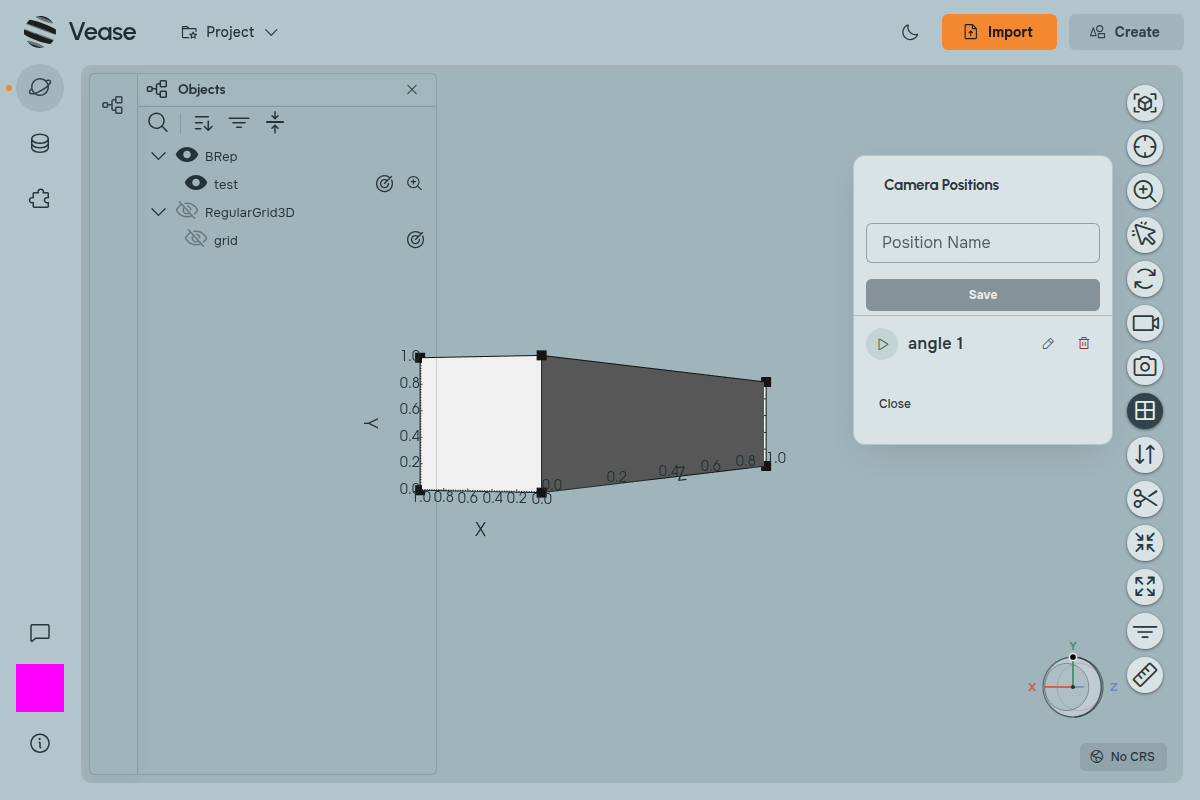 Vease
Project
Import
Create
Objects
BRep
test
RegularGrid3D
grid
Camera Positions
Position Name
Save
angle 1
Close
1.0
0.8
0.6
0.4
0.2
0.0
Y
1.0 0.8 0.6 0.4 0.2 0.0
X
0.0 0.2 0.4 0.6 0.8 1.0
Z
Y
X
Z
No CRS